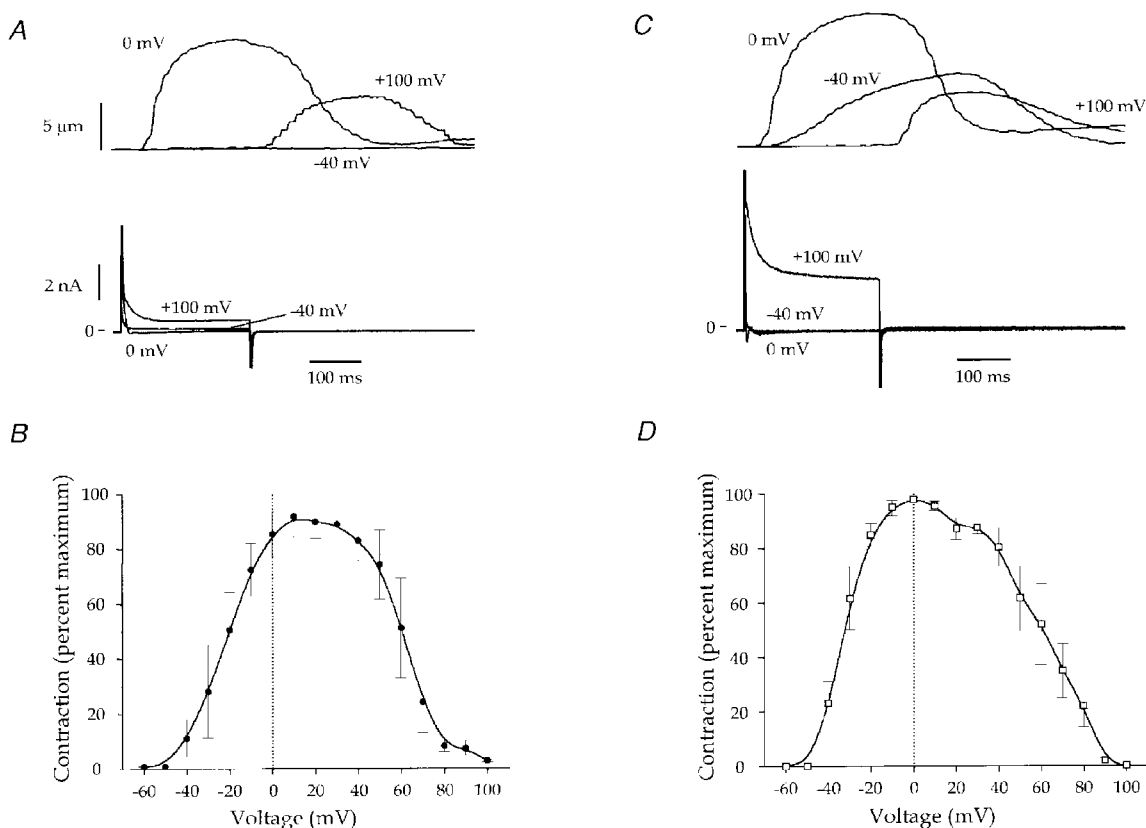 A
0 mV
+100 mV
5 µm
-40 mV
2 nA
+100 mV
-40 mV
0 –
0 mV
100 ms
C
0 mV
-40 mV
+100 mV
+100 mV
0 –
-40 mV
0 mV
100 ms
B
Contraction (percent maximum)
100
80
60
40
20
0
-60 -40 -20 0 20 40 60 80 100
Voltage (mV)
D
Contraction (percent maximum)
100
80
60
40
20
0
-60 -40 -20 0 20 40 60 80 100
Voltage (mV)